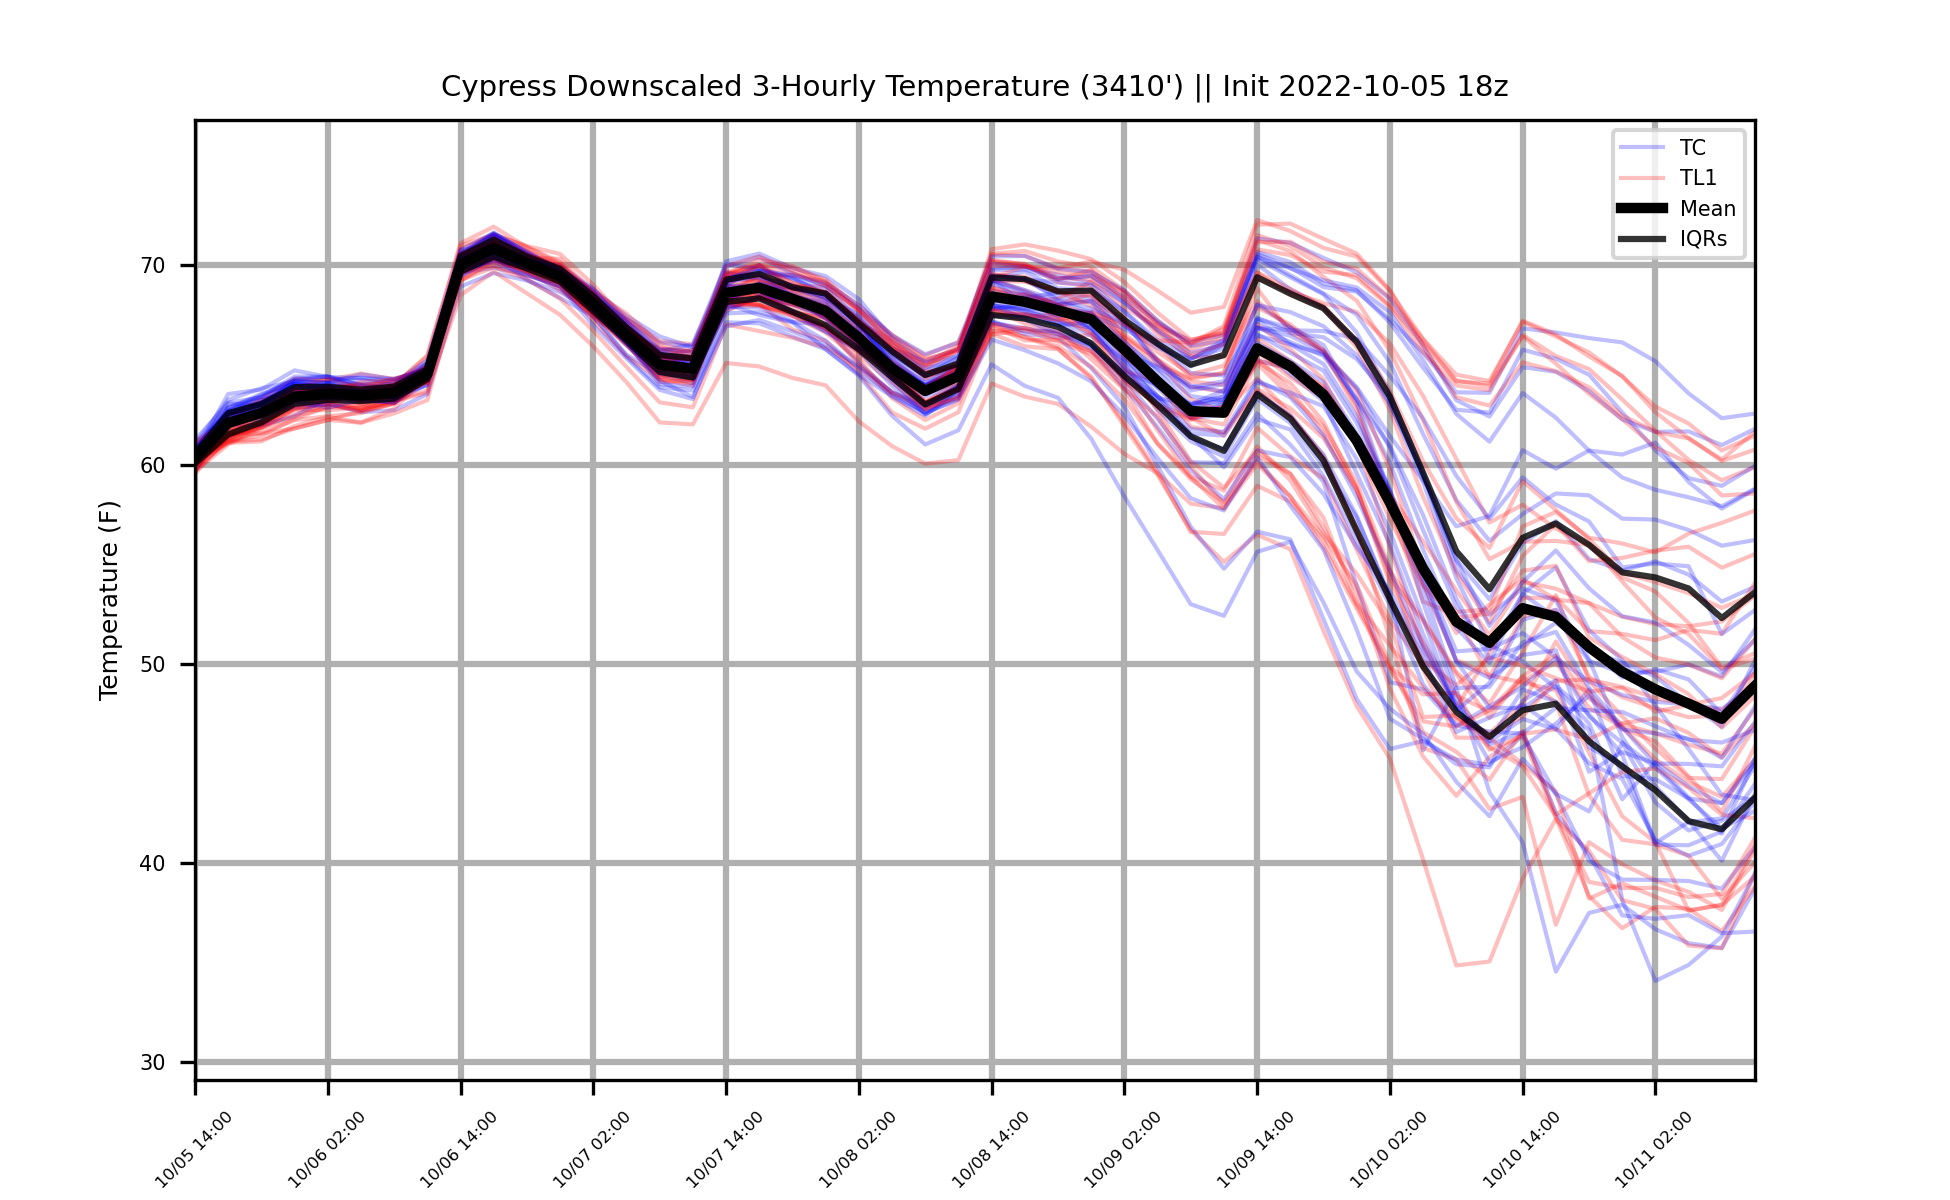 Cypress Downscaled 3-Hourly Temperature (3410') || Init 2022-10-05 18z
TC
TL1
Mean
IQRs
Temperature (F)
70
60
50
40
30
10/05 14:00
10/06 02:00
10/06 14:00
10/07 02:00
10/07 14:00
10/08 02:00
10/08 14:00
10/09 02:00
10/09 14:00
10/10 02:00
10/10 14:00
10/11 02:00